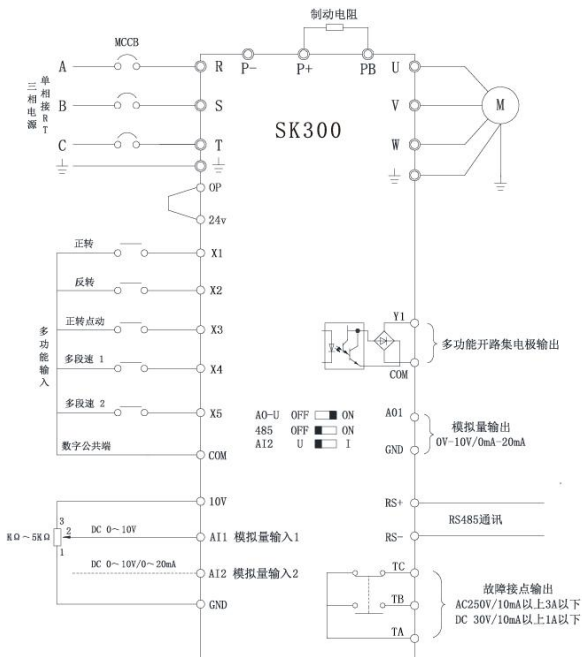 制动电阻
MCCB
A
R
P-
P+
PB
U
三相电源
单相接RT
B
S
V
M
SK300
C
T
W
OP
24v
正转
X1
反转
X2
多功能输入
正转点动
X3
Y1
多功能开路集电极输出
多段速 1
X4
COM
多段速 2
X5
AO-U OFF ON
485 OFF ON
AI2 U I
AO1
模拟量输出
0V-10V/0mA-20mA
GND
数字公共端
COM
10V
RS+
RS485通讯
RS-
3
2
1
KΩ～5KΩ
DC 0～10V
AI1 模拟量输入1
DC 0～10V/0～20mA
AI2 模拟量输入2
GND
TC
TB
TA
故障接点输出
AC250V/10mA以上3A以下
DC 30V/10mA以上1A以下